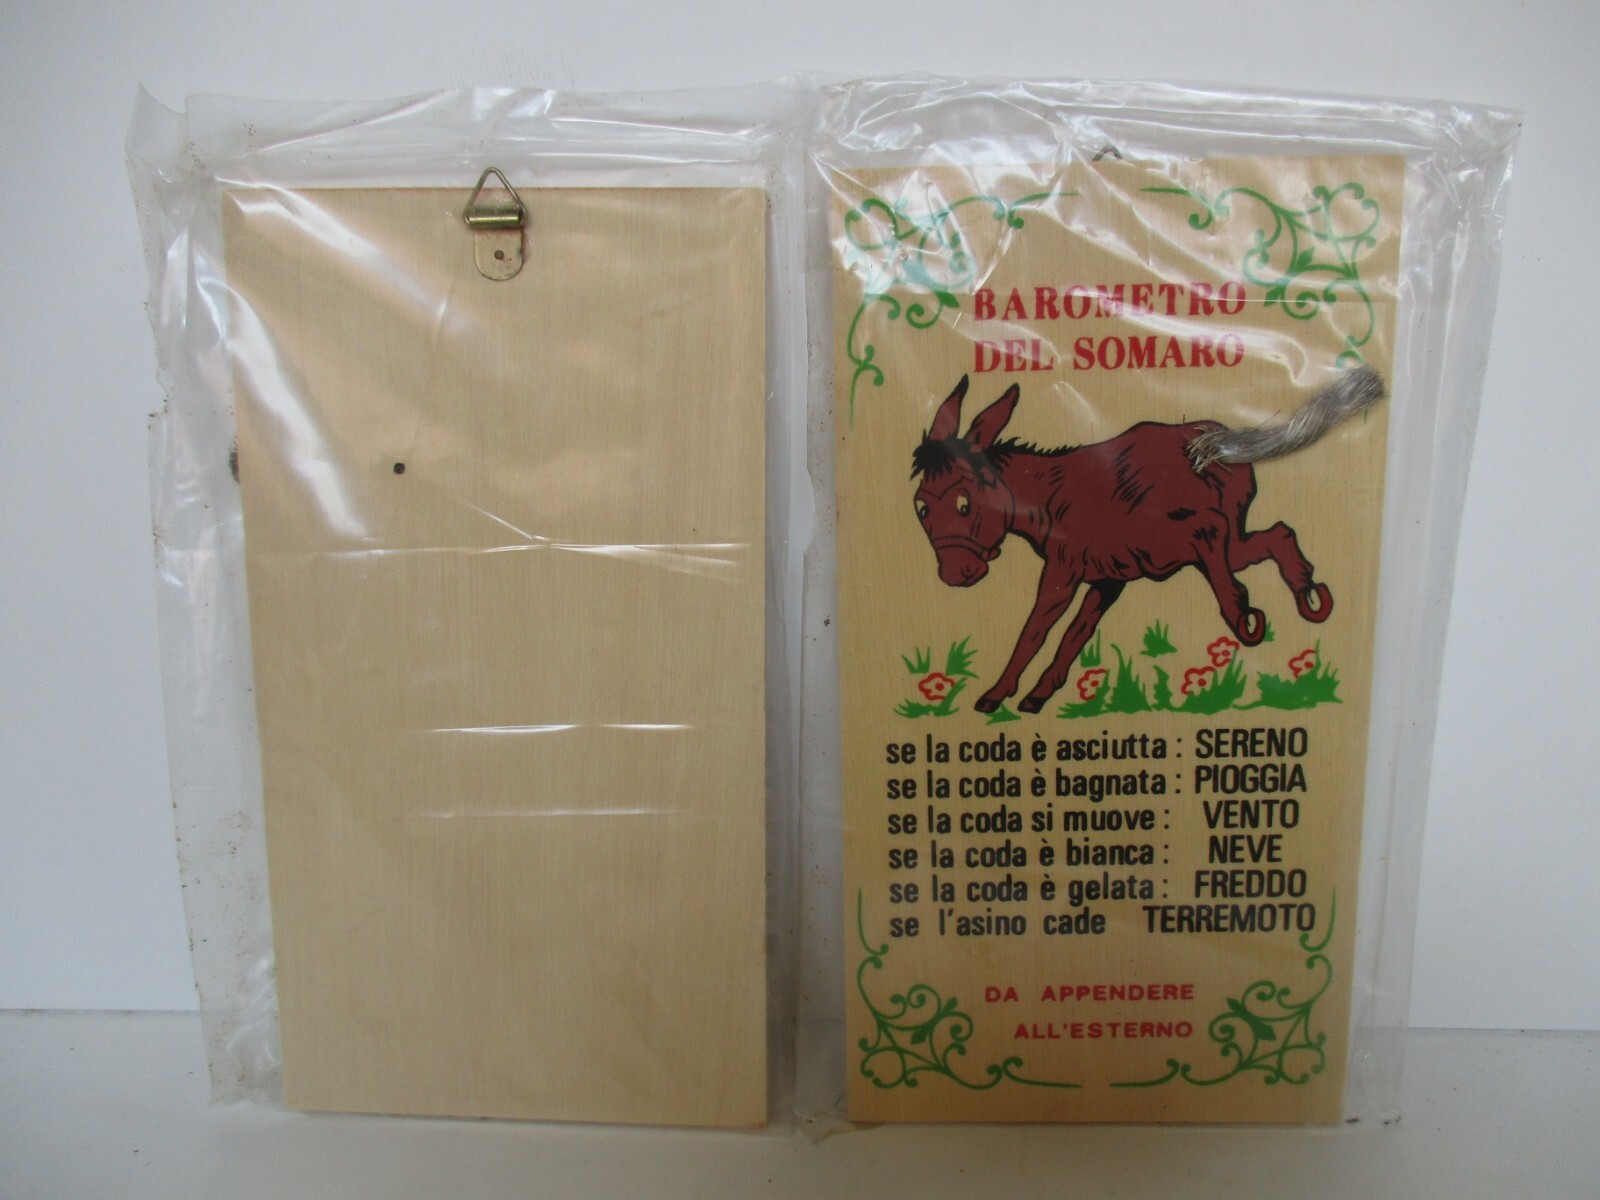 BAROMETRO
DEL SOMARO
se la coda è asciutta : SERENO
se la coda è bagnata : PIOGGIA
se la coda si muove : VENTO
se la coda è bianca : NEVE
se la coda è gelata : FREDDO
se l'asino cade TERREMOTO
DA APPENDERE
ALL'ESTERNO